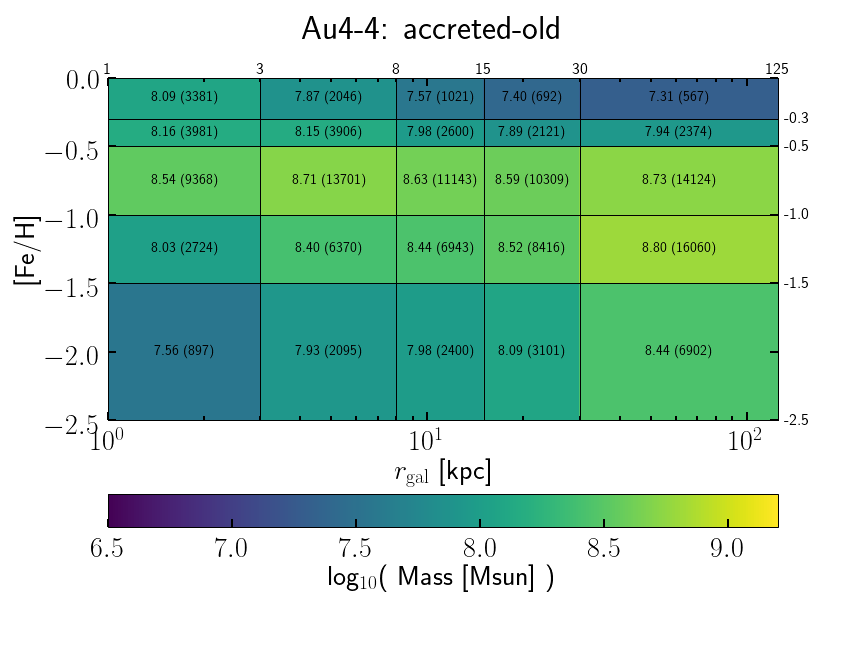 Au4-4: accreted-old
1 3 8 15 30 125
0.0 8.09 (3381) 7.87 (2046) 7.57 (1021) 7.40 (692) 7.31 (567)
-0.3
8.16 (3981) 8.15 (3906) 7.98 (2600) 7.89 (2121) 7.94 (2374)
−0.5 -0.5
8.54 (9368) 8.71 (13701) 8.63 (11143) 8.59 (10309) 8.73 (14124)
−1.0 -1.0
8.03 (2724) 8.40 (6370) 8.44 (6943) 8.52 (8416) 8.80 (16060)
−1.5 -1.5
7.56 (897) 7.93 (2095) 7.98 (2400) 8.09 (3101) 8.44 (6902)
−2.0
−2.5 -2.5
[Fe/H]
10⁰ 10¹ 10²
r_gal [kpc]
6.5 7.0 7.5 8.0 8.5 9.0
log₁₀( Mass [Msun] )